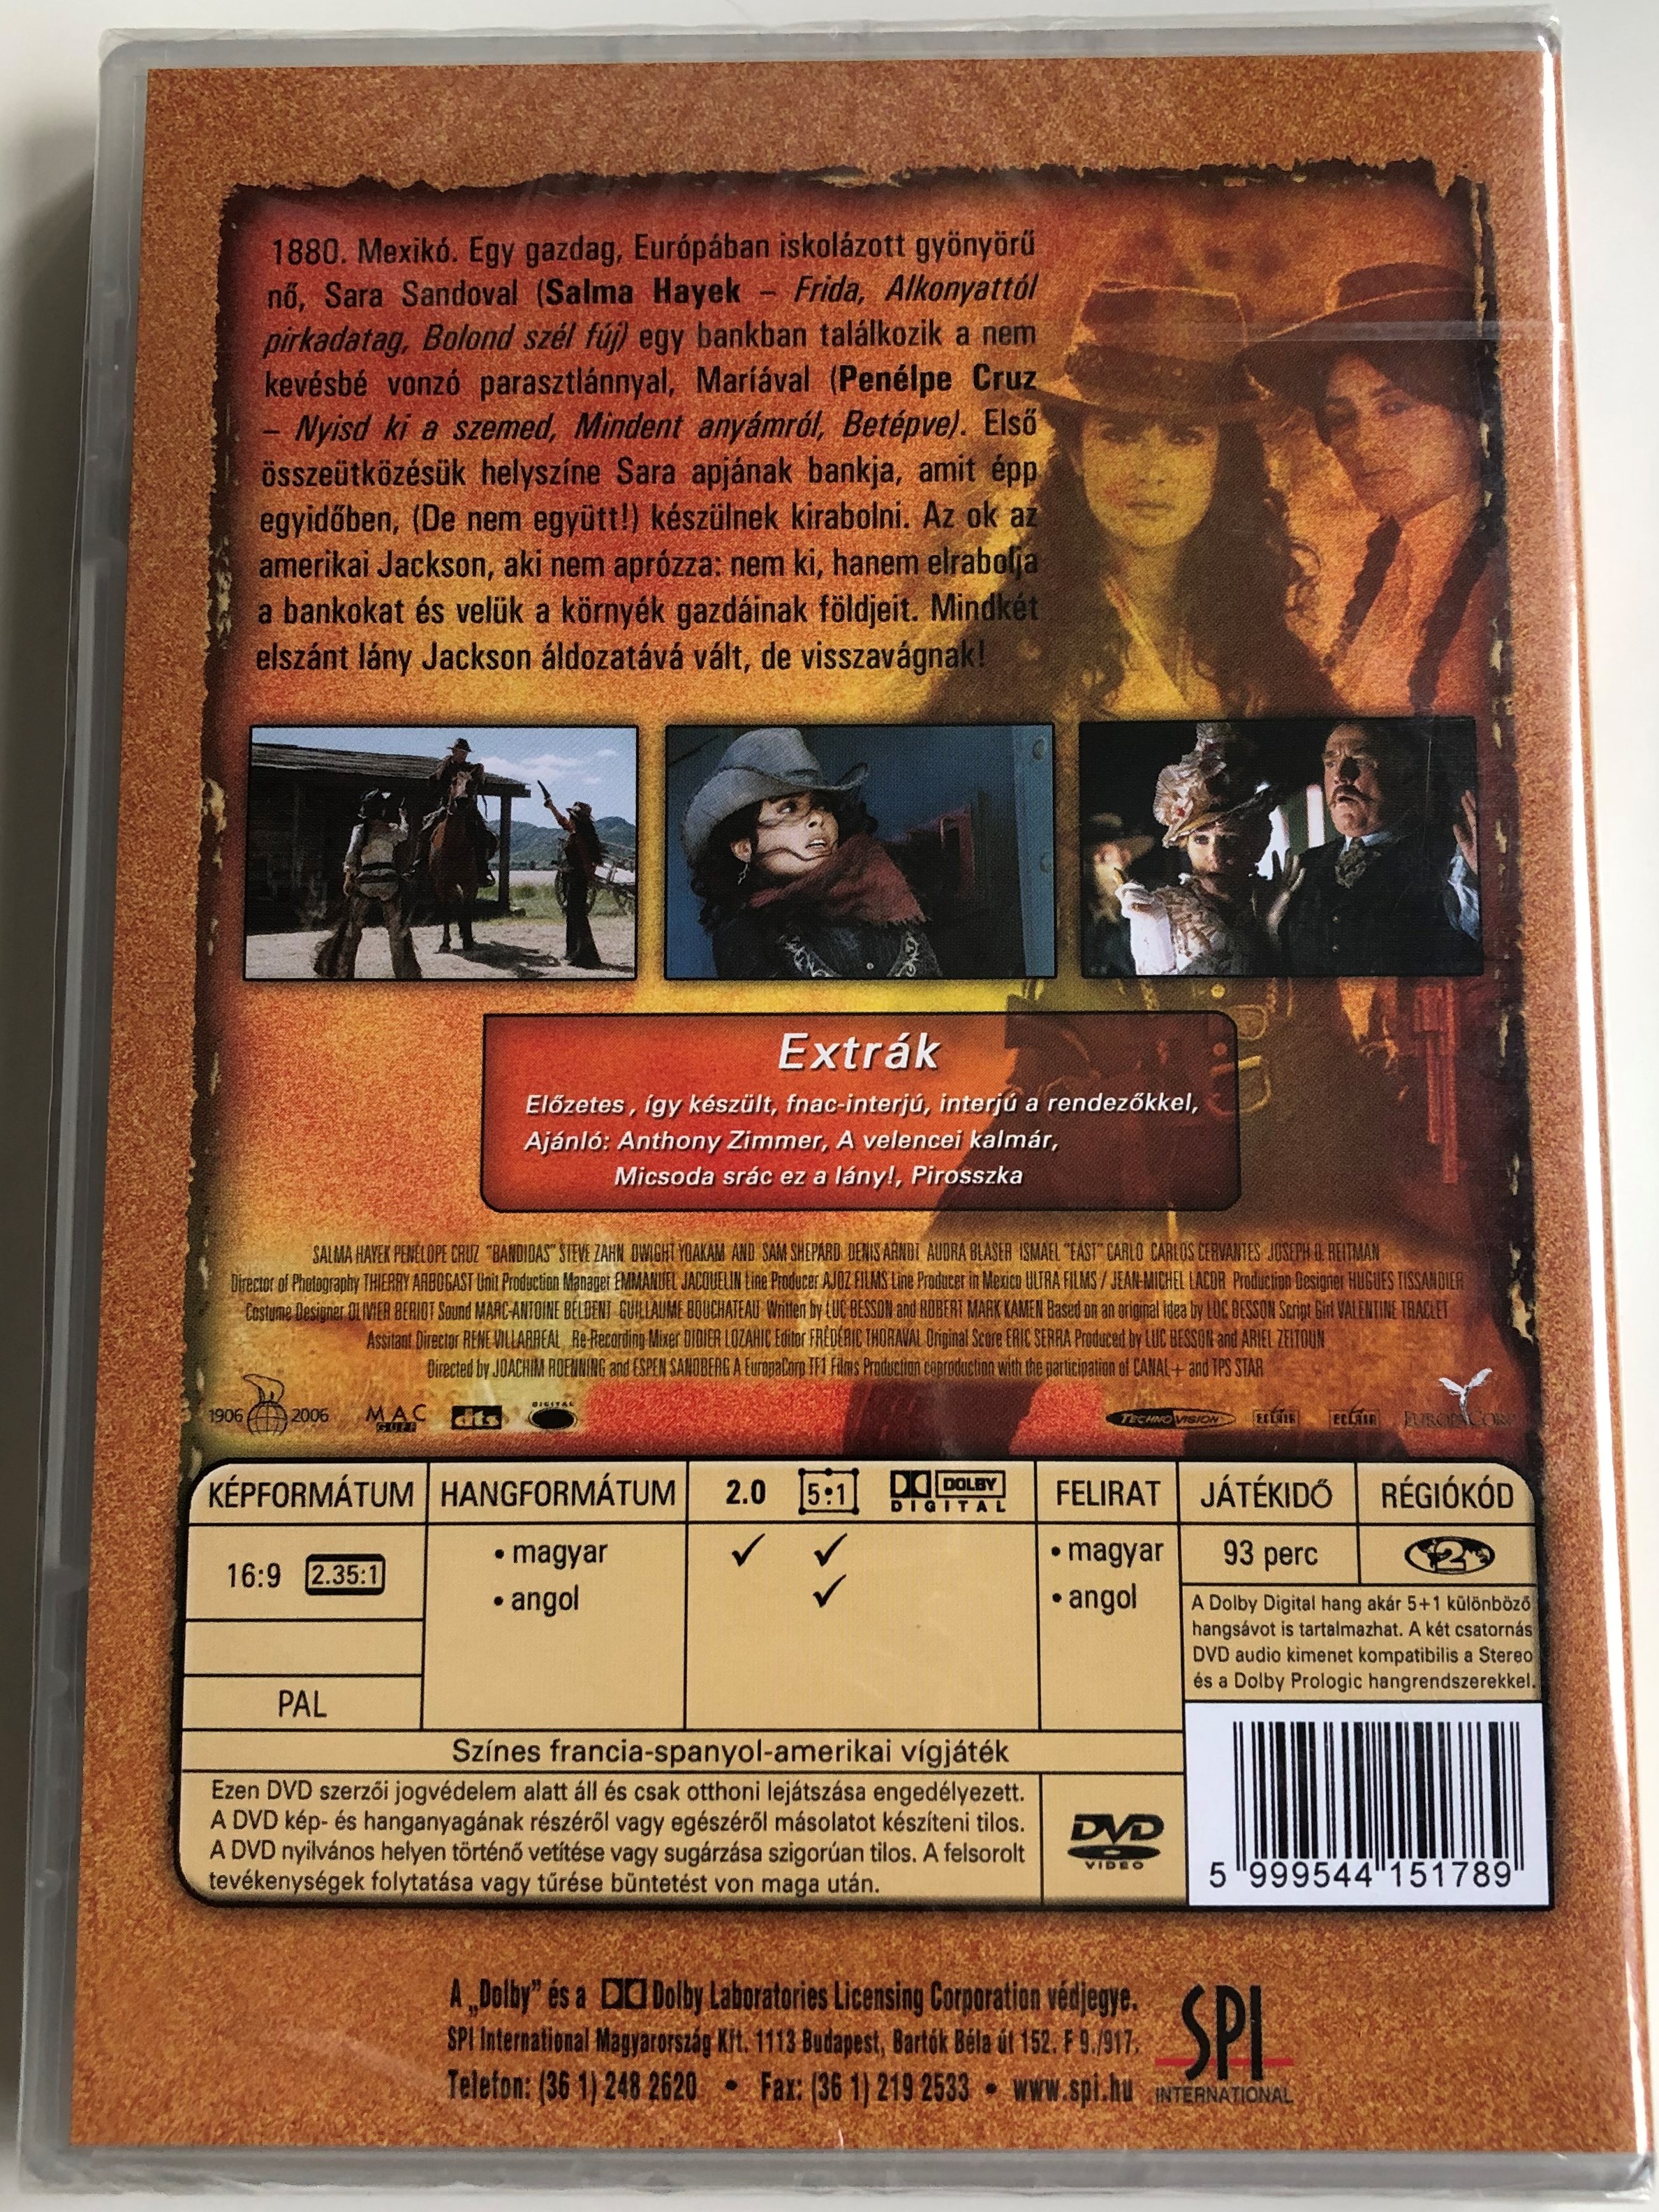 1880. Mexikó. Egy gazdag, Európában iskolázott gyönyörű
nő, Sara Sandoval (Salma Hayek – Frida, Alkonyattól
pirkadatag, Bolond szél fúj) egy bankban találkozik a nem
kevésbé vonzó parasztlánnyal, Maríával (Penélpe Cruz
– Nyisd ki a szemed, Mindent anyámról, Betépve). Első
összeütközésük helyszíne Sara apjának bankja, amit épp
egyidőben, (De nem együtt!) készülnek kirabolni. Az ok az
amerikai Jackson, aki nem aprózza: nem ki, hanem elrabolja
a bankokat és velük a környék gazdáinak földjeit. Mindkét
elszánt lány Jackson áldozatává vált, de visszavágnak!
Extrák
Előzetes, így készült, fnac-interjú, interjú a rendezőkkel,
Ajánló: Anthony Zimmer, A velencei kalmár,
Micsoda srác ez a lány!, Pirosszka
SALMA HAYEK PENÉLOPE CRUZ "BANDIDAS" STEVE ZAHN DWIGHT YOAKAM AND SAM SHEPARD DENIS ARNDT AUDRA BLASER ISMAEL "EAST" CARLO CARLOS CERVANTES JOSEPH D. REITMAN
Director of Photography THIERRY ARBOGAST Unit Production Manager EMMANUEL JACQUELIN Line Producer AJOZ FILMS Line Producer in Mexico ULTRA FILMS / JEAN-MICHEL LACOR Production Designer HUGUES TISSANDIER
Costume Designer OLIVIER BERIOT Sound MARC-ANTOINE BELDENT GUILLAUME BOUCHATEAU Written by LUC BESSON and ROBERT MARK KAMEN Based on an original idea by LUC BESSON Script Girl VALENTINE TRACLET
Assitant Director RENE VILLARREAL Re-Recording Mixer DIDIER LOZAHIC Editor FRÉDÉRIC THORAVAL Original Score ERIC SERRA Produced by LUC BESSON and ARIEL ZEITOUN
Directed by JOACHIM ROENNING and ESPEN SANDBERG A EuropaCorp TF1 Films Production coproduction with the participation of CANAL+ and TPS STAR
1906 2006 MAC GUFF dts DIGITAL TECHNOVISION ECLAIR ECLAIR EUROPACORP
KÉPFORMÁTUM HANGFORMÁTUM 2.0 5:1 DOLBY DIGITAL FELIRAT JÁTÉKIDŐ RÉGIÓKÓD
16:9 2.35:1 • magyar ✓ ✓ • magyar 93 perc 2
• angol ✓ • angol
PAL
A Dolby Digital hang akár 5+1 különböző
hangsávot is tartalmazhat. A két csatornás
DVD audio kimenet kompatibilis a Stereo
és a Dolby Prologic hangrendszerekkel.
Színes francia-spanyol-amerikai vígjáték
Ezen DVD szerzői jogvédelem alatt áll és csak otthoni lejátszása engedélyezett.
A DVD kép- és hanganyagának részéről vagy egészéről másolatot készíteni tilos.
A DVD nyilvános helyen történő vetítése vagy sugárzása szigorúan tilos. A felsorolt
tevékenységek folytatása vagy tűrése büntetést von maga után.
DVD VIDEO
5 999544 151789
A „Dolby” és a Dolby Laboratories Licensing Corporation védjegye.
SPI International Magyarország Kft. 1113 Budapest, Bartók Béla út 152. F 9./917.
Telefon: (36 1) 248 2620 • Fax: (36 1) 219 2533 • www.spi.hu
SPI
INTERNATIONAL